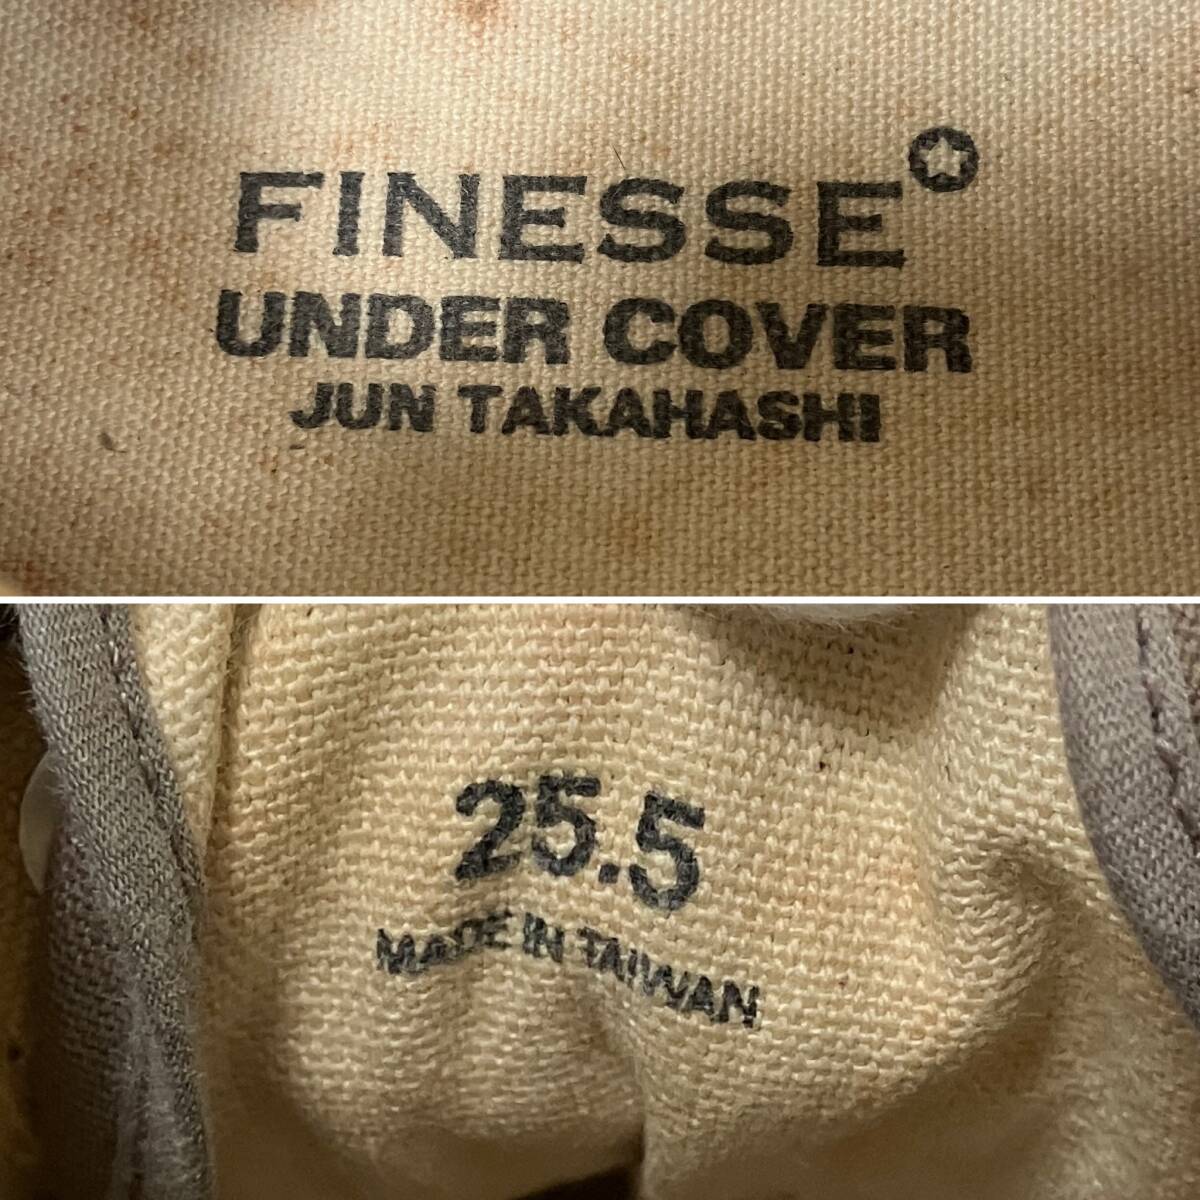 FINESSE
UNDER COVER
JUN TAKAHASHI
25.5
MADE IN TAIWAN